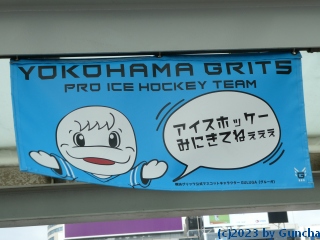 YOKOHAMA GRITS
PRO ICE HOCKEY TEAM
アイスホッケー
みにきてねぇぇぇ
(c)2023 by Guncha